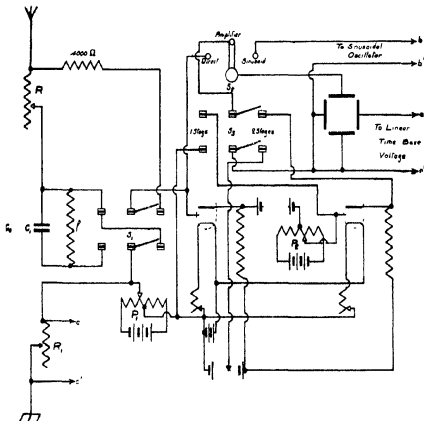 Amplifier
4000 Ω
Oscil
Sinusoid
To Sinusoidal
Oscillator
b
b'
S₂
R
1 Stage
S₃
2 Stages
To Linear
Time Base
Voltage
a
a'
C₁
r
S₁
P₂
P₁
c
R₁
c'